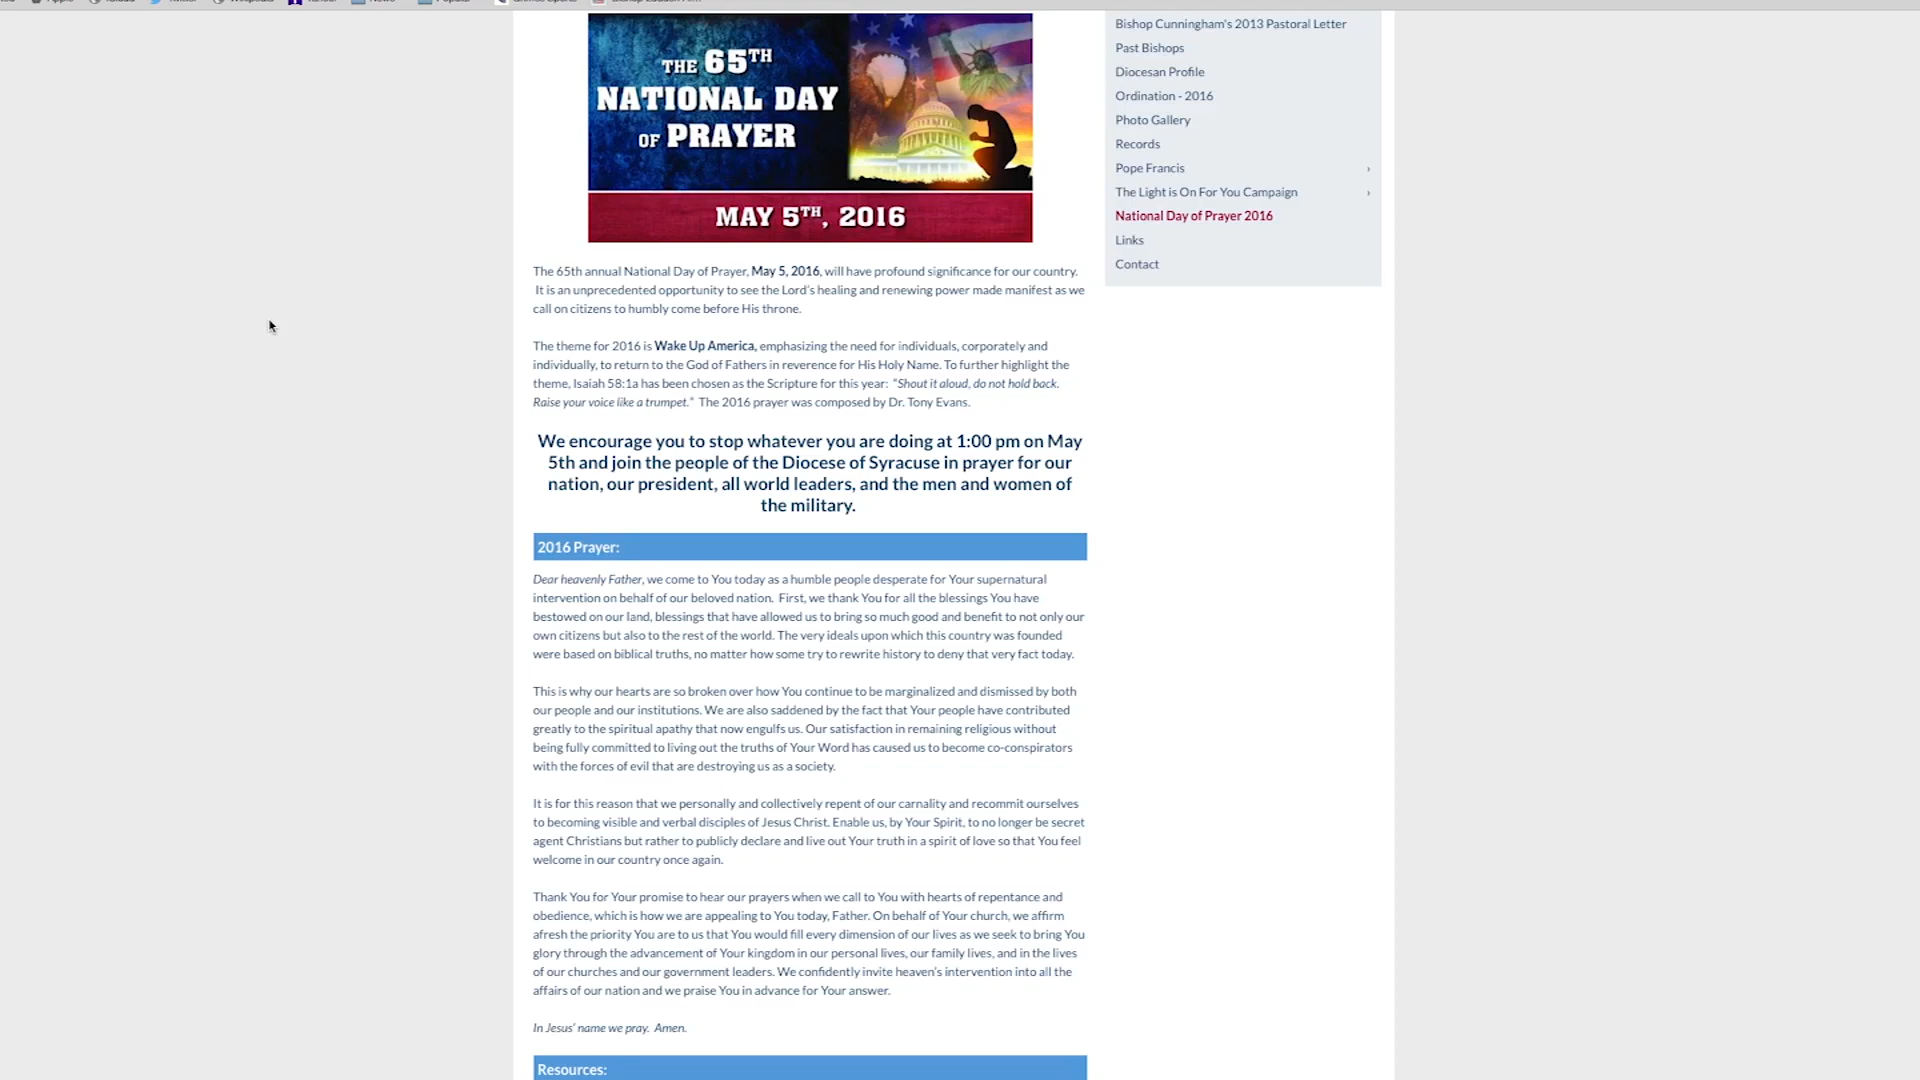 THE 65TH
NATIONAL DAY
OF PRAYER
MAY 5TH, 2016
The 65th annual National Day of Prayer, May 5, 2016, will have profound significance for our country.
It is an unprecedented opportunity to see the Lord's healing and renewing power made manifest as we
call on citizens to humbly come before His throne.
The theme for 2016 is Wake Up America, emphasizing the need for individuals, corporately and
individually, to return to the God of Fathers in reverence for His Holy Name. To further highlight the
theme, Isaiah 58:1a has been chosen as the Scripture for this year: "Shout it aloud, do not hold back.
Raise your voice like a trumpet." The 2016 prayer was composed by Dr. Tony Evans.
We encourage you to stop whatever you are doing at 1:00 pm on May
5th and join the people of the Diocese of Syracuse in prayer for our
nation, our president, all world leaders, and the men and women of
the military.
2016 Prayer:
Dear heavenly Father, we come to You today as a humble people desperate for Your supernatural
intervention on behalf of our beloved nation. First, we thank You for all the blessings You have
bestowed on our land, blessings that have allowed us to bring so much good and benefit to not only our
own citizens but also to the rest of the world. The very ideals upon which this country was founded
were based on biblical truths, no matter how some try to rewrite history to deny that very fact today.
This is why our hearts are so broken over how You continue to be marginalized and dismissed by both
our people and our institutions. We are also saddened by the fact that Your people have contributed
greatly to the spiritual apathy that now engulfs us. Our satisfaction in remaining religious without
being fully committed to living out the truths of Your Word has caused us to become co-conspirators
with the forces of evil that are destroying us as a society.
It is for this reason that we personally and collectively repent of our carnality and recommit ourselves
to becoming visible and verbal disciples of Jesus Christ. Enable us, by Your Spirit, to no longer be secret
agent Christians but rather to publicly declare and live out Your truth in a spirit of love so that You feel
welcome in our country once again.
Thank You for Your promise to hear our prayers when we call to You with hearts of repentance and
obedience, which is how we are appealing to You today, Father. On behalf of Your church, we affirm
afresh the priority You are to us that You would fill every dimension of our lives as we seek to bring You
glory through the advancement of Your kingdom in our personal lives, our family lives, and in the lives
of our churches and our government leaders. We confidently invite heaven's intervention into all the
affairs of our nation and we praise You in advance for Your answer.
In Jesus' name we pray. Amen.
Resources:
Bishop Cunningham's 2013 Pastoral Letter
Past Bishops
Diocesan Profile
Ordination - 2016
Photo Gallery
Records
Pope Francis ›
The Light is On For You Campaign ›
National Day of Prayer 2016
Links
Contact